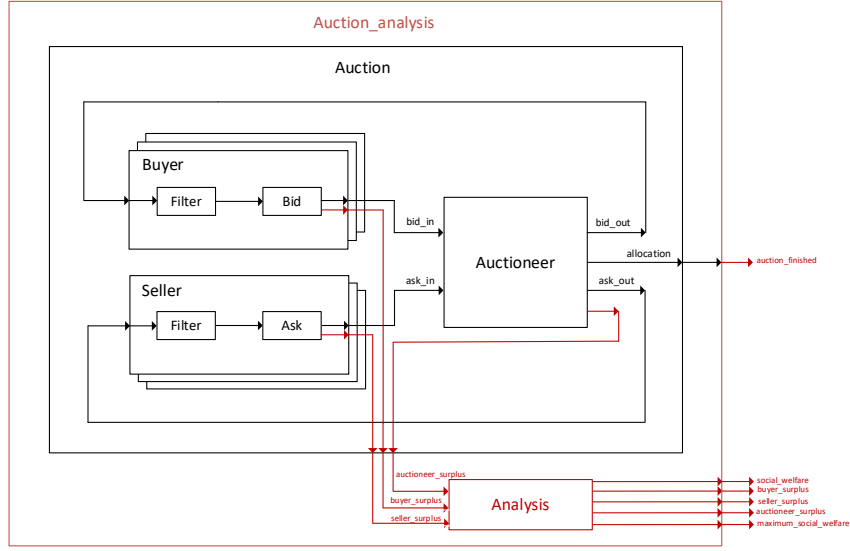 Auction_analysis
Auction
Buyer
Filter
Bid
bid_in
bid_out
Auctioneer
allocation
auction_finished
Seller
ask_in
ask_out
Filter
Ask
auctioneer_surplus
buyer_surplus
seller_surplus
Analysis
social_welfare
buyer_surplus
seller_surplus
auctioneer_surplus
maximum_social_welfare